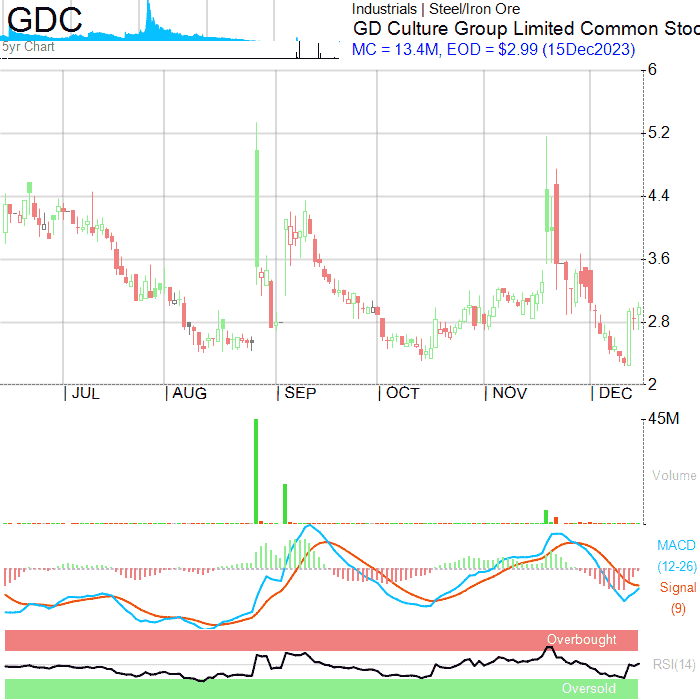 GDC
5yr Chart
Industrials | Steel/Iron Ore
GD Culture Group Limited Common Stoc
MC = 13.4M, EOD = $2.99 (15Dec2023)
6
5.2
4.4
3.6
2.8
2
| JUL | AUG | SEP | OCT | NOV | DEC
45M
Volume
MACD
(12-26)
Signal
(9)
Overbought
RSI(14)
Oversold